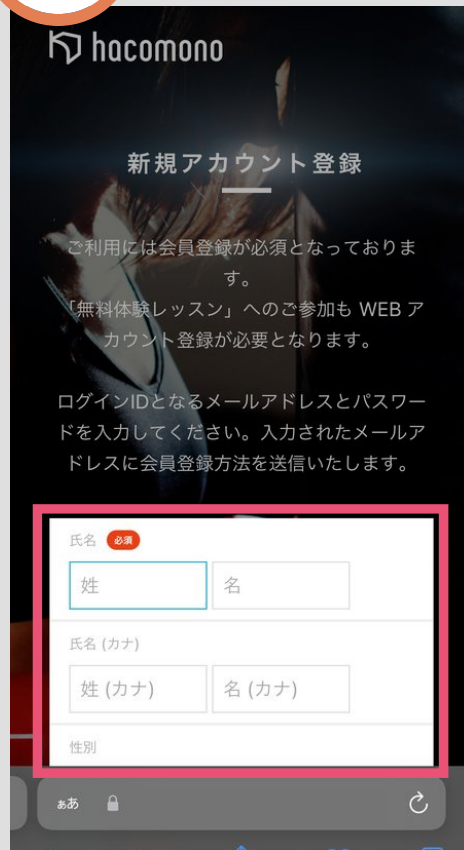 hacomono
新規アカウント登録
ご利用には会員登録が必須となっておりま
す。
「無料体験レッスン」へのご参加も WEB ア
カウント登録が必要となります。
ログインIDとなるメールアドレスとパスワー
ドを入力してください。入力されたメールア
ドレスに会員登録方法を送信いたします。
氏名 必須
姓 名
氏名 (カナ)
姓 (カナ) 名 (カナ)
性別
ぁあ